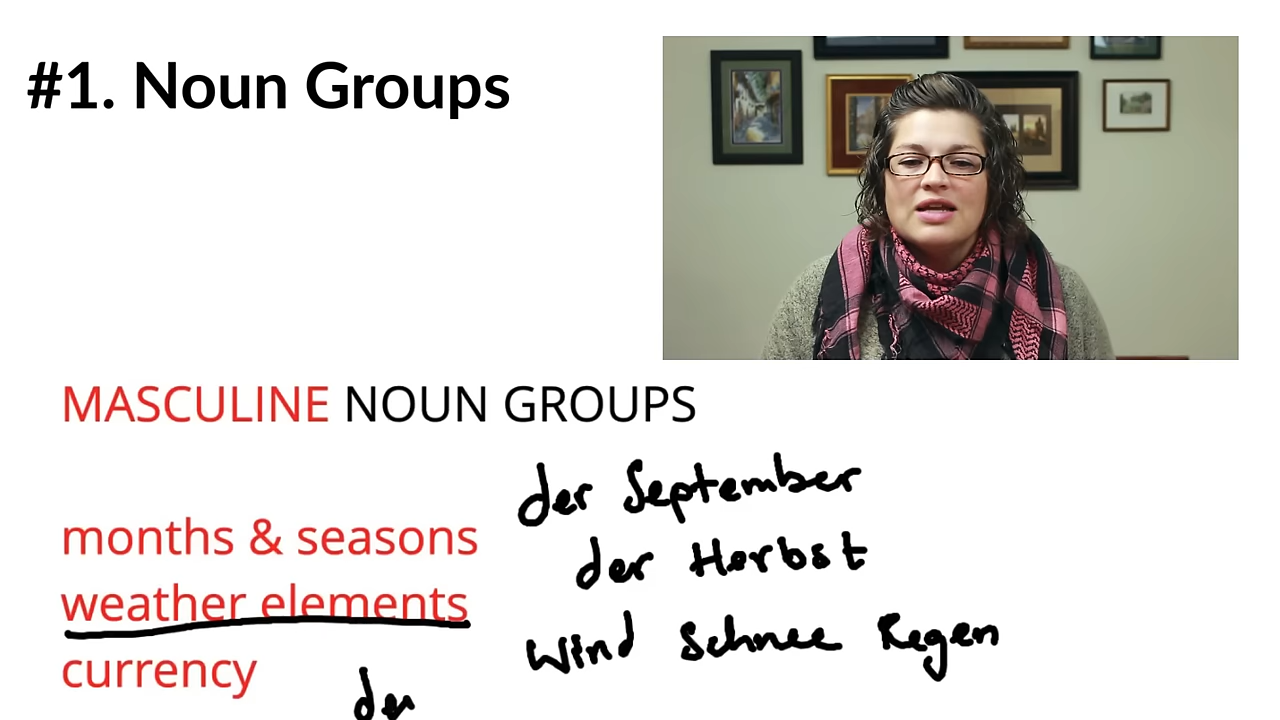 #1. Noun Groups
MASCULINE NOUN GROUPS
der September
months & seasons
der Herbst
weather elements
Wind Schnee Regen
currency
der